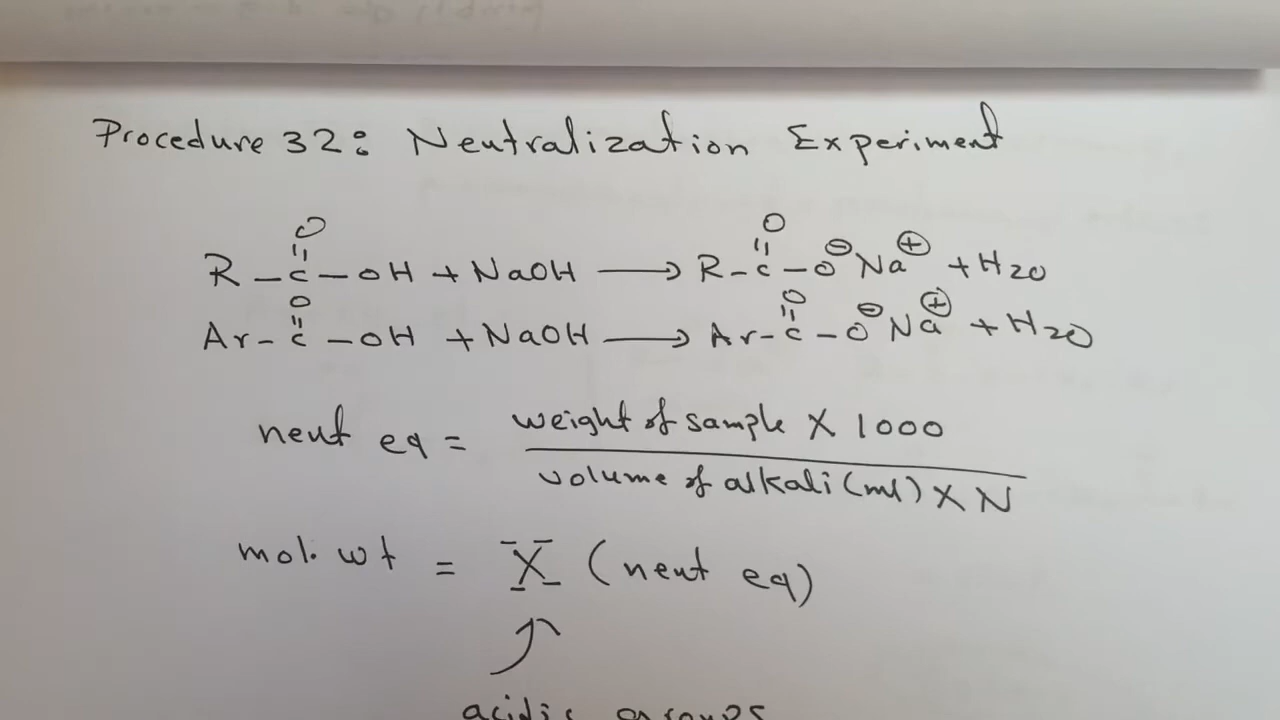 Procedure 32: Neutralization Experiment
O O
" "
R-C-OH + NaOH ⟶ R-C-O⊖ Na⊕ + H2O
O O
" "
Ar-C-OH + NaOH ⟶ Ar-C-O⊖ Na⊕ + H2O
neut eq = weight of sample X 1000
volume of alkali (ml) X N
mol. wt = X (neut eq)
acidic groups